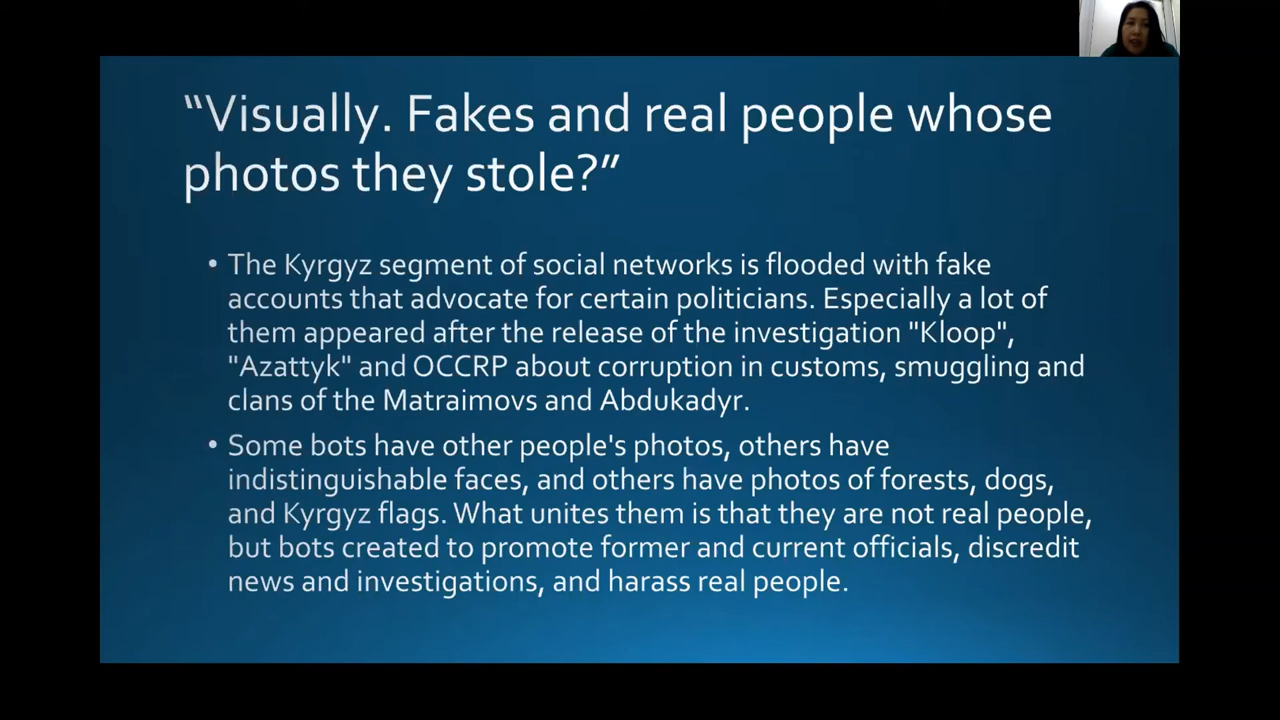 “Visually. Fakes and real people whose
photos they stole?”
• The Kyrgyz segment of social networks is flooded with fake
accounts that advocate for certain politicians. Especially a lot of
them appeared after the release of the investigation "Kloop",
"Azattyk" and OCCRP about corruption in customs, smuggling and
clans of the Matraimovs and Abdukadyr.
• Some bots have other people's photos, others have
indistinguishable faces, and others have photos of forests, dogs,
and Kyrgyz flags. What unites them is that they are not real people,
but bots created to promote former and current officials, discredit
news and investigations, and harass real people.